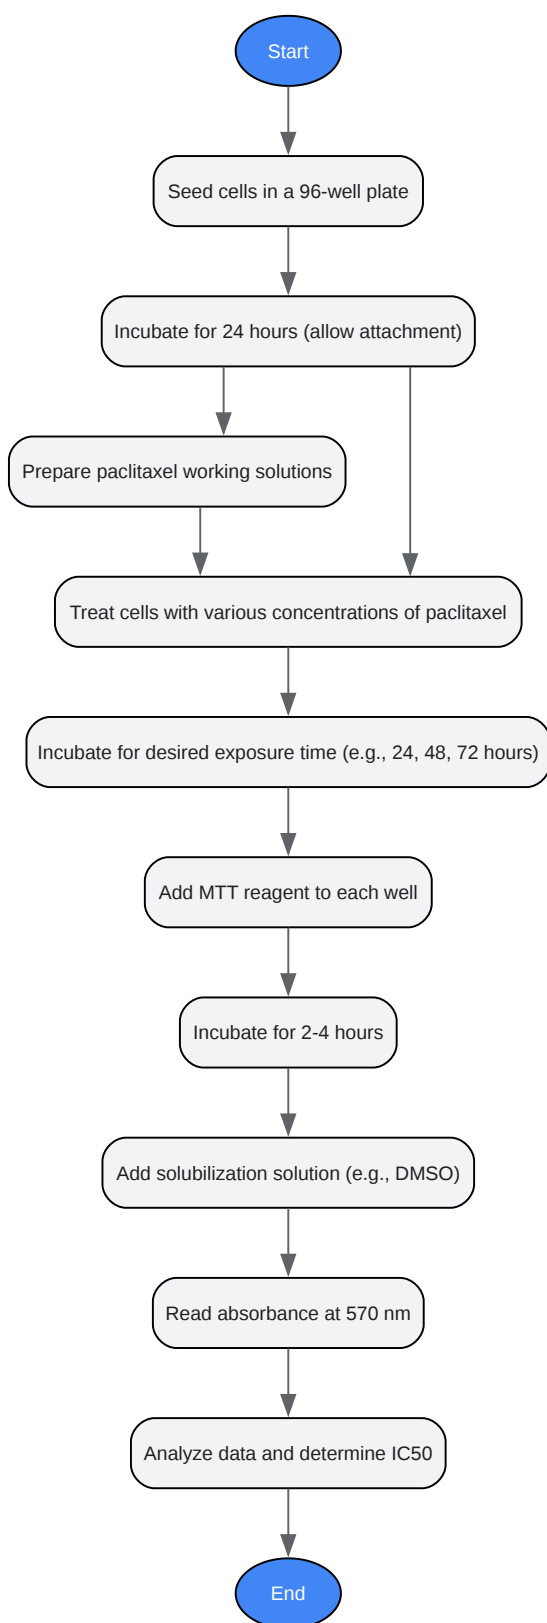 Start
Seed cells in a 96-well plate
Incubate for 24 hours (allow attachment)
Prepare paclitaxel working solutions
Treat cells with various concentrations of paclitaxel
Incubate for desired exposure time (e.g., 24, 48, 72 hours)
Add MTT reagent to each well
Incubate for 2-4 hours
Add solubilization solution (e.g., DMSO)
Read absorbance at 570 nm
Analyze data and determine IC50
End